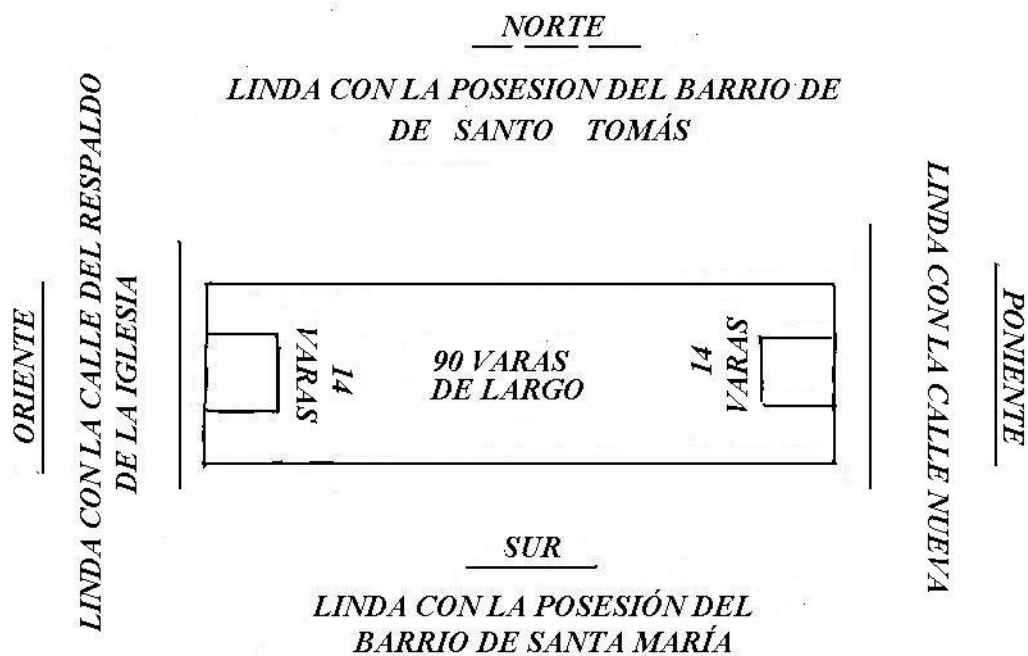 NORTE
LINDA CON LA POSESION DEL BARRIO DE
DE SANTO TOMÁS
ORIENTE
LINDA CON LA CALLE DEL RESPALDO
DE LA IGLESIA
14
VARAS
90 VARAS
DE LARGO
14
VARAS
LINDA CON LA CALLE NUEVA
PONIENTE
SUR
LINDA CON LA POSESIÓN DEL
BARRIO DE SANTA MARÍA